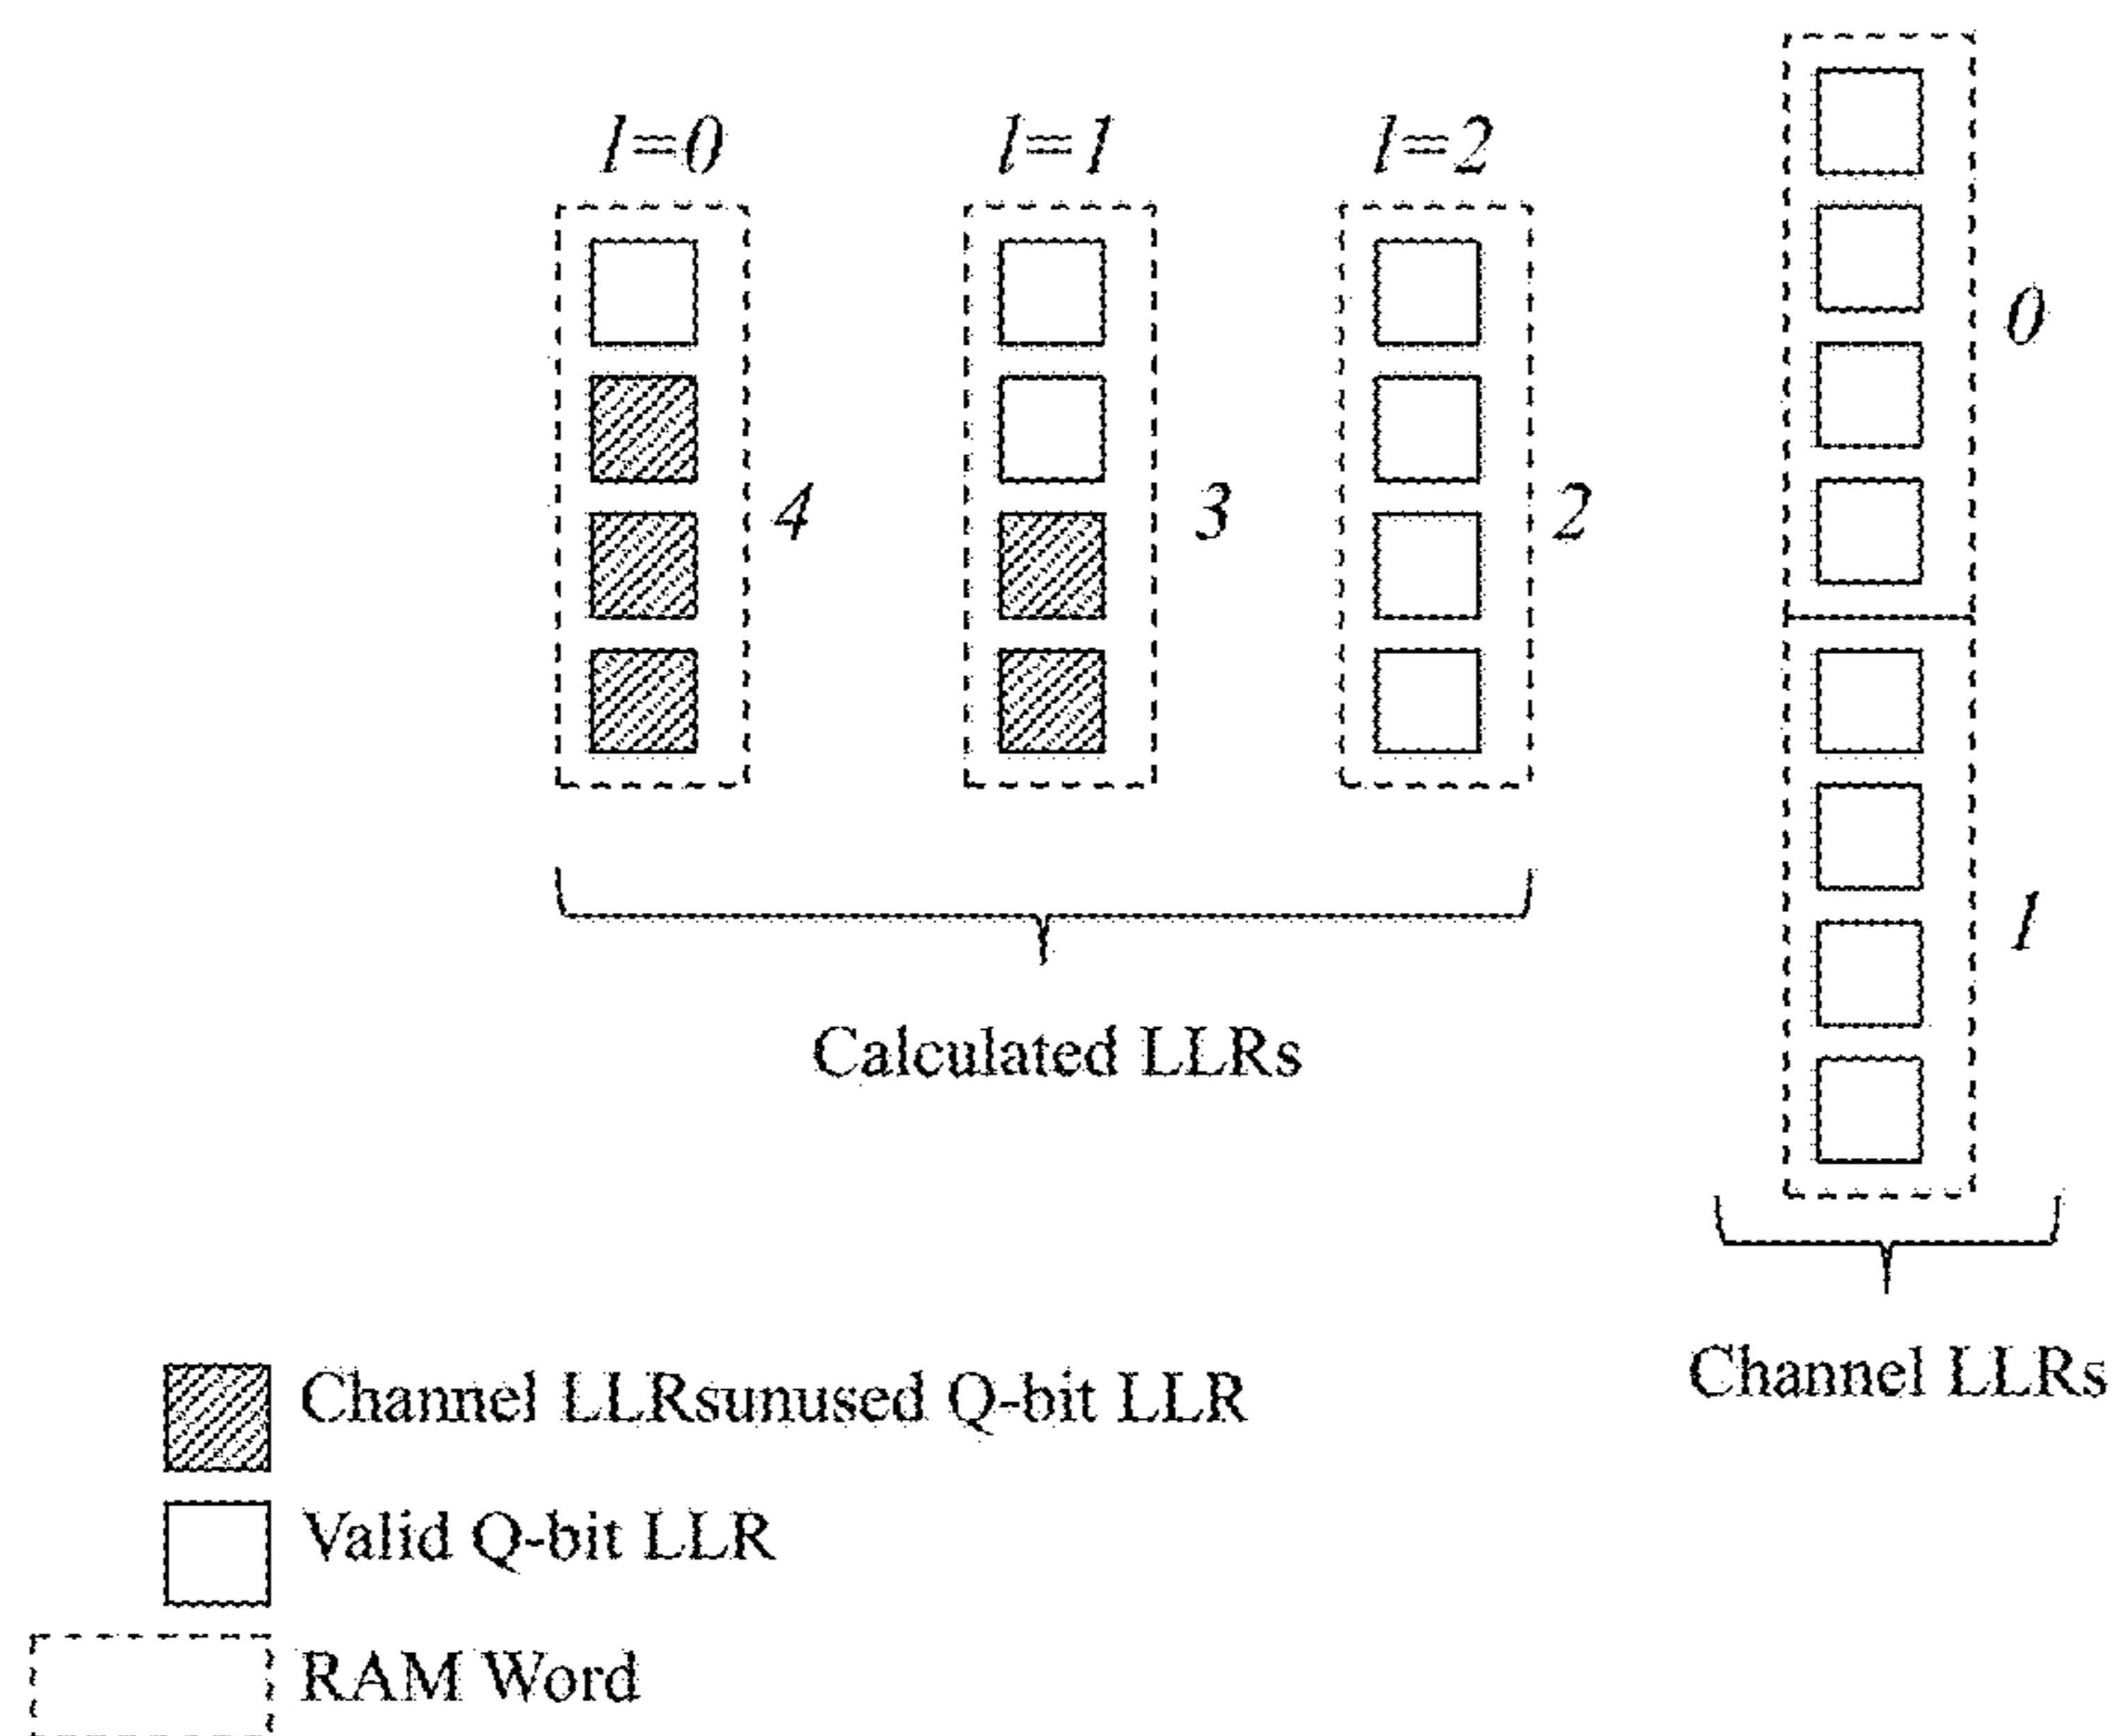 l=0 l=1 l=2
0
4 3 2
1
Calculated LLRs
Channel LLRs
Channel LLRsunused Q-bit LLR
Valid Q-bit LLR
RAM Word